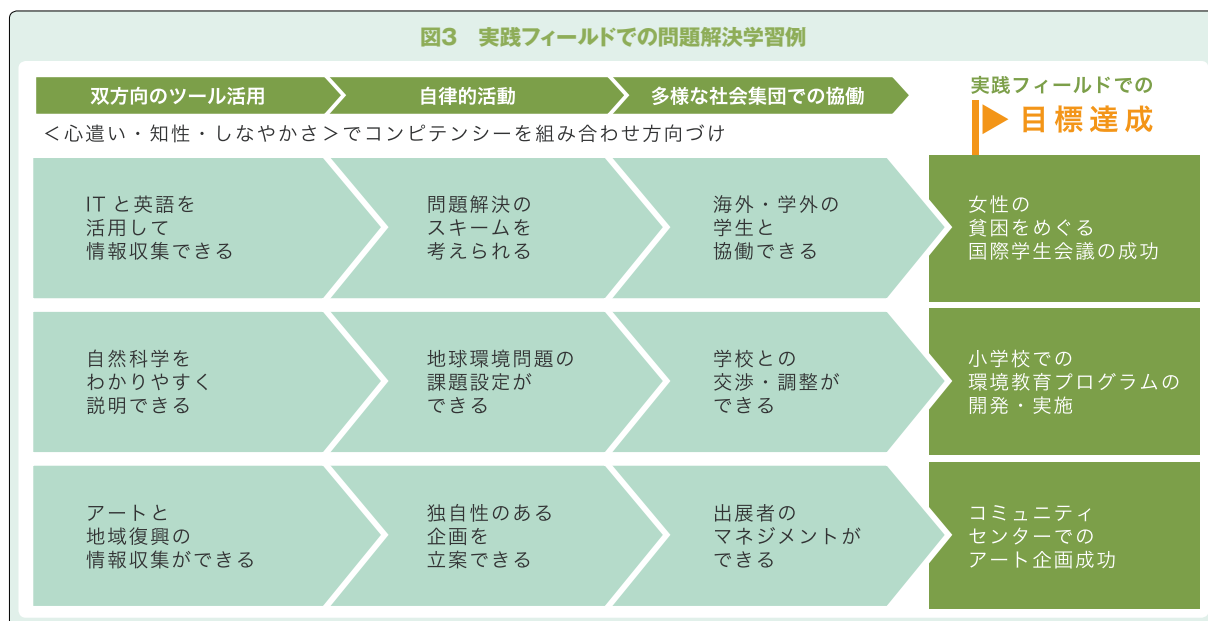 図3 実践フィールドでの問題解決学習例
双方向のツール活用
自律的活動
多様な社会集団での協働
実践フィールドでの
目標達成
＜心遣い・知性・しなやかさ＞でコンピテンシーを組み合わせ方向づけ
ITと英語を
活用して
情報収集できる
問題解決の
スキームを
考えられる
海外・学外の
学生と
協働できる
女性の
貧困をめぐる
国際学生会議の成功
自然科学を
わかりやすく
説明できる
地球環境問題の
課題設定が
できる
学校との
交渉・調整が
できる
小学校での
環境教育プログラムの
開発・実施
アートと
地域復興の
情報収集ができる
独自性のある
企画を
立案できる
出展者の
マネジメントが
できる
コミュニティ
センターでの
アート企画成功